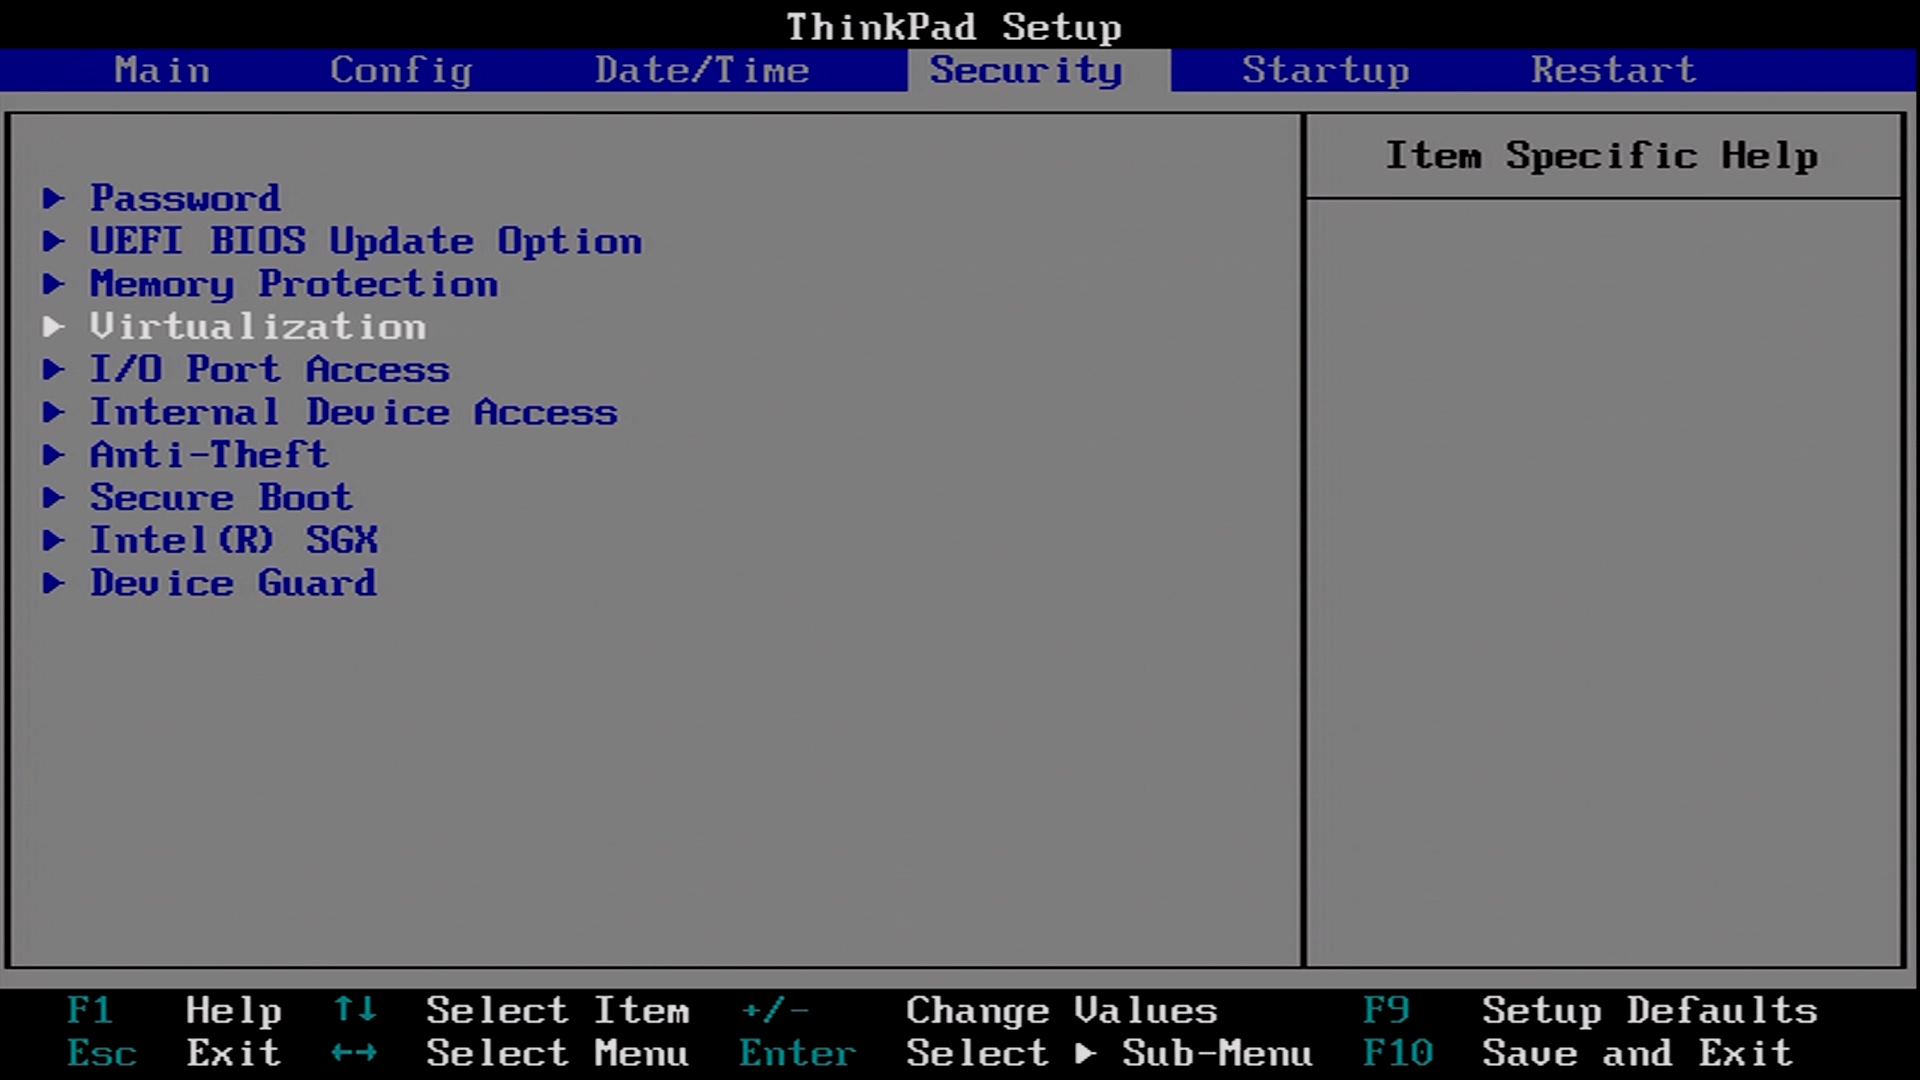 ThinkPad Setup
Main Config Date/Time Security Startup Restart
Item Specific Help
Password
UEFI BIOS Update Option
Memory Protection
Virtualization
I/O Port Access
Internal Device Access
Anti-Theft
Secure Boot
Intel(R) SGX
Device Guard
F1 Help ↑↓ Select Item +/- Change Values F9 Setup Defaults
Esc Exit ←→ Select Menu Enter Select ▶ Sub-Menu F10 Save and Exit